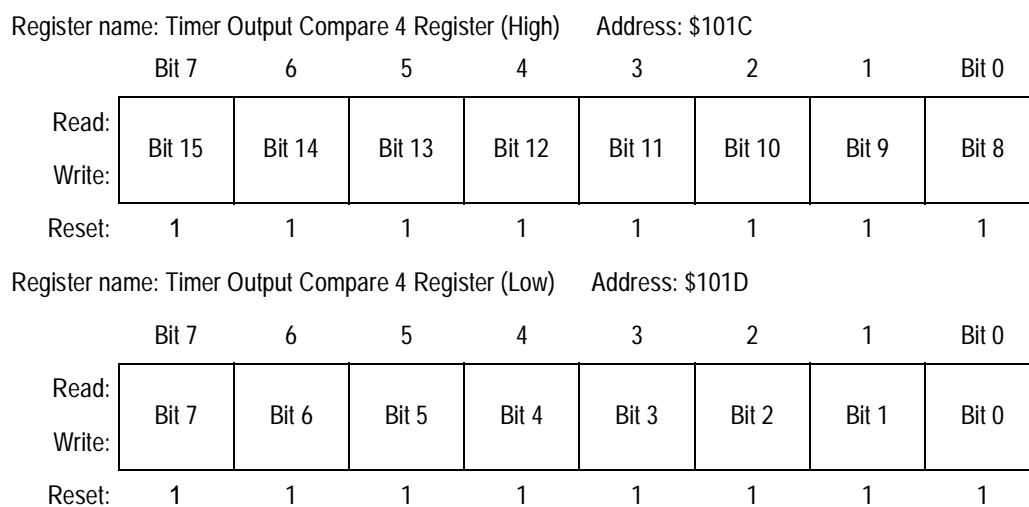 Register name: Timer Output Compare 4 Register (High) Address: $101C
Bit 7 6 5 4 3 2 1 Bit 0
Read:
Bit 15 Bit 14 Bit 13 Bit 12 Bit 11 Bit 10 Bit 9 Bit 8
Write:
Reset: 1 1 1 1 1 1 1 1
Register name: Timer Output Compare 4 Register (Low) Address: $101D
Bit 7 6 5 4 3 2 1 Bit 0
Read:
Bit 7 Bit 6 Bit 5 Bit 4 Bit 3 Bit 2 Bit 1 Bit 0
Write:
Reset: 1 1 1 1 1 1 1 1